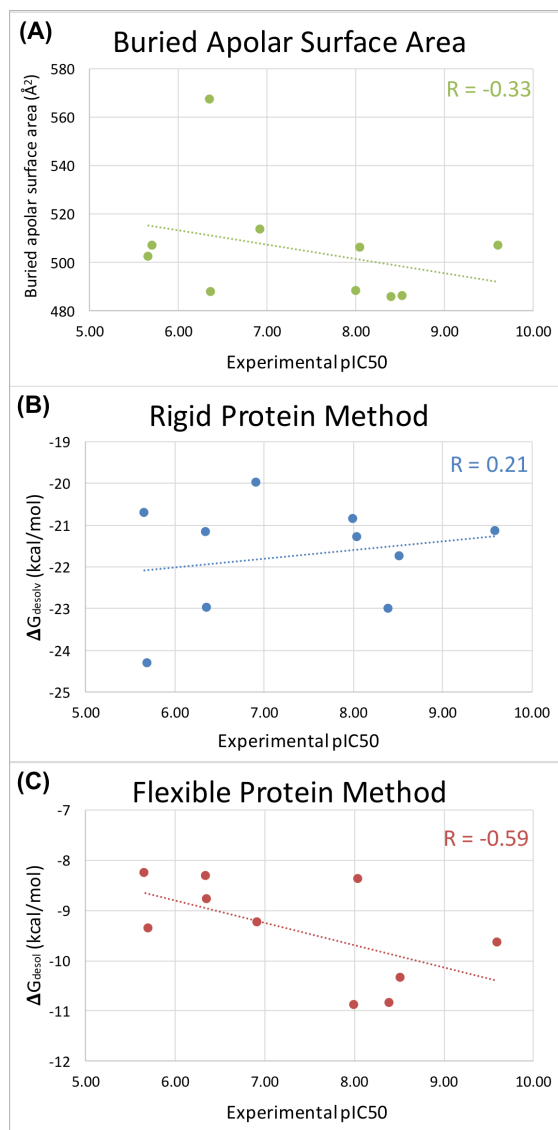 (A)
Buried Apolar Surface Area
R = -0.33
Buried apolar surface area (Å²)
580
560
540
520
500
480
5.00 6.00 7.00 8.00 9.00 10.00
Experimental pIC50
(B)
Rigid Protein Method
R = 0.21
ΔGdesolv (kcal/mol)
-19
-20
-21
-22
-23
-24
-25
5.00 6.00 7.00 8.00 9.00 10.00
Experimental pIC50
(C)
Flexible Protein Method
R = -0.59
ΔGdesol (kcal/mol)
-7
-8
-9
-10
-11
-12
5.00 6.00 7.00 8.00 9.00 10.00
Experimental pIC50